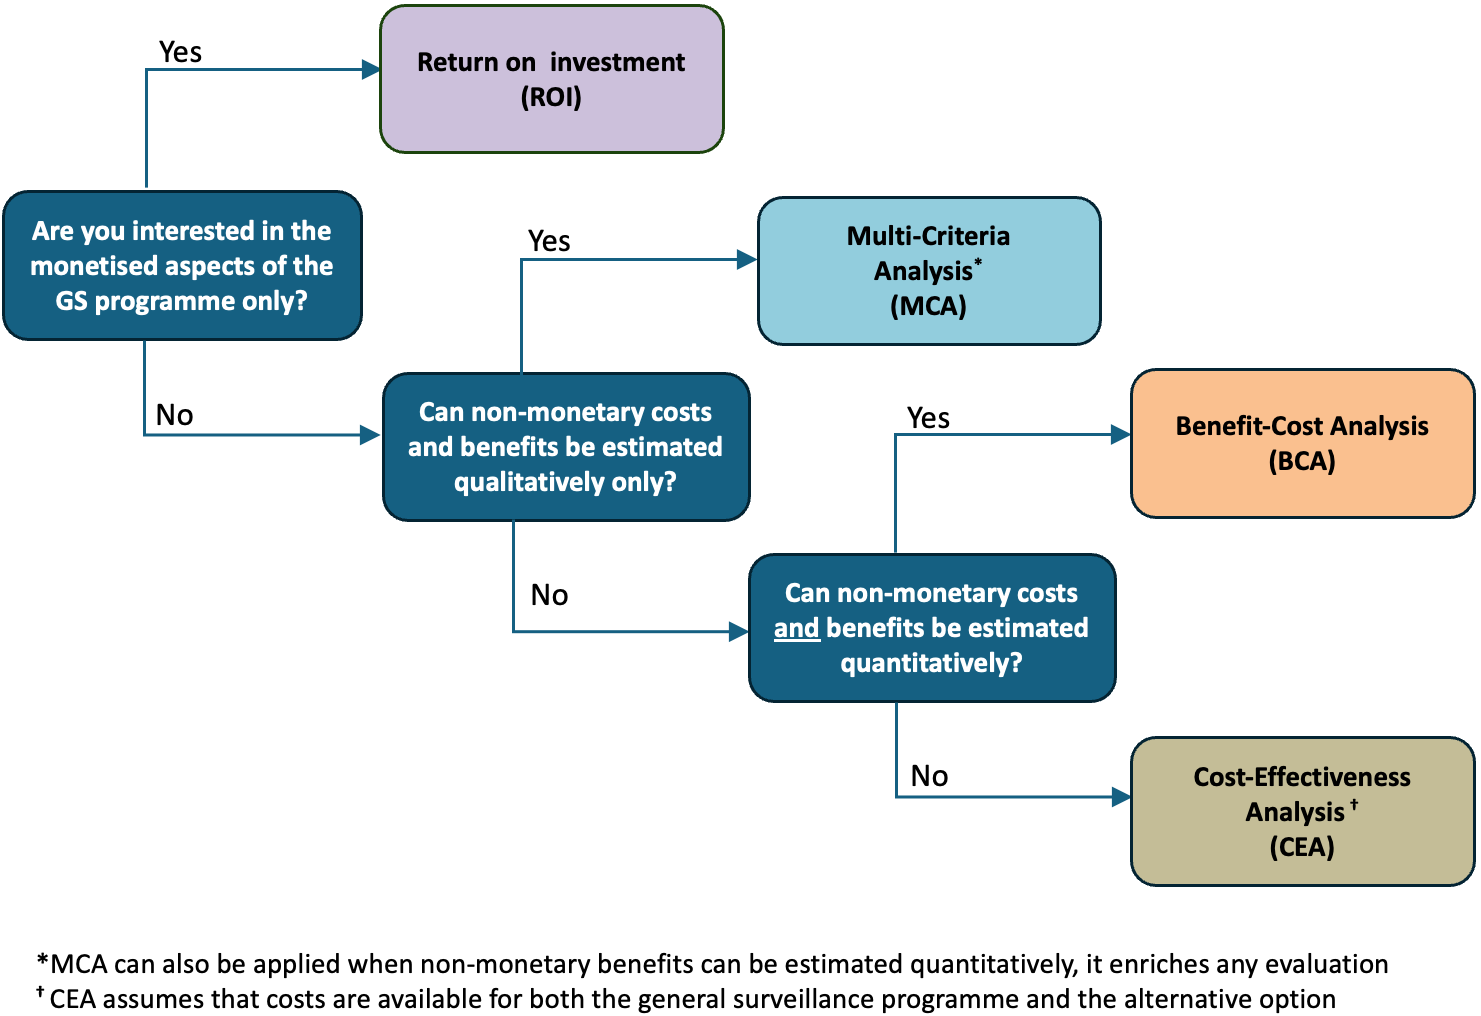 Yes
Return on investment
(ROI)
Are you interested in the
monetised aspects of the
GS programme only?
Yes
Multi-Criteria
Analysis*
(MCA)
No
Can non-monetary costs
and benefits be estimated
qualitatively only?
Yes
Benefit-Cost Analysis
(BCA)
No
Can non-monetary costs
and benefits be estimated
quantitatively?
No
Cost-Effectiveness
Analysis †
(CEA)
*MCA can also be applied when non-monetary benefits can be estimated quantitatively, it enriches any evaluation
† CEA assumes that costs are available for both the general surveillance programme and the alternative option